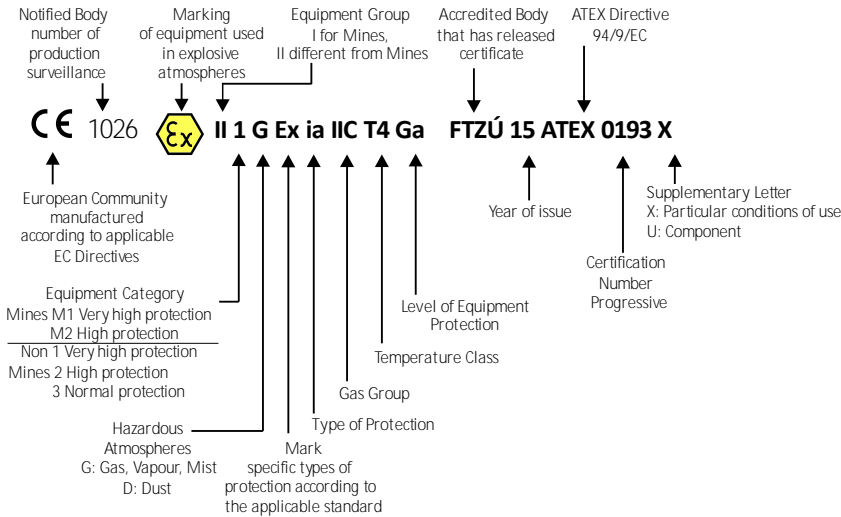 Notified Body
number of
production
surveillance
Marking
of equipment used
in explosive
atmospheres
Equipment Group
I for Mines,
II different from Mines
Accredited Body
that has released
certificate
ATEX Directive
94/9/EC
CE 1026 Ex II 1 G Ex ia IIC T4 Ga FTZÚ 15 ATEX 0193 X
European Community
manufactured
according to applicable
EC Directives
Year of issue
Supplementary Letter
X: Particular conditions of use
U: Component
Certification
Number
Progressive
Equipment Category
Mines M1 Very high protection
M2 High protection
Non 1 Very high protection
Mines 2 High protection
3 Normal protection
Level of Equipment
Protection
Temperature Class
Gas Group
Type of Protection
Hazardous
Atmospheres
G: Gas, Vapour, Mist
D: Dust
Mark
specific types of
protection according to
the applicable standard